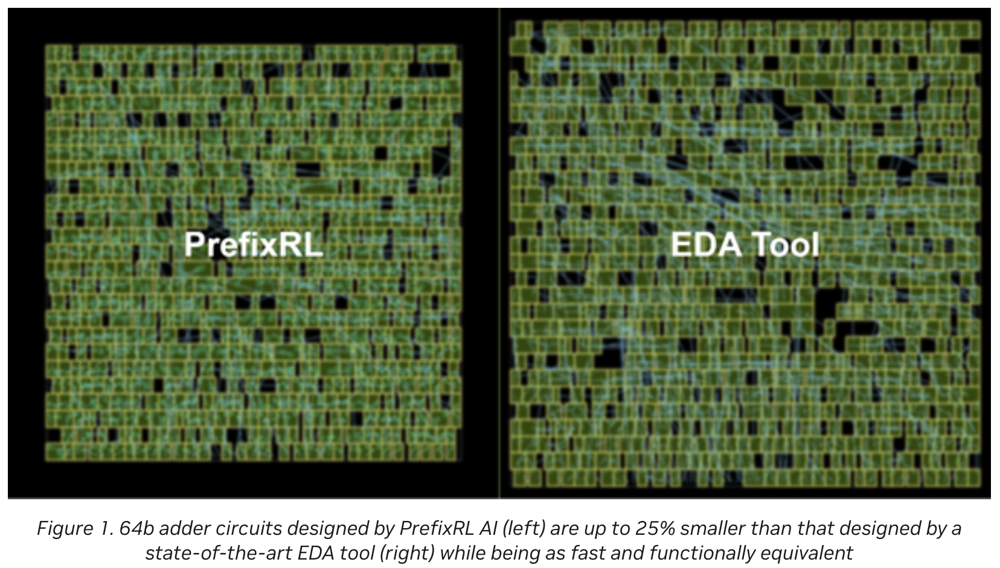 PrefixRL
EDA Tool
Figure 1. 64b adder circuits designed by PrefixRL AI (left) are up to 25% smaller than that designed by a
state-of-the-art EDA tool (right) while being as fast and functionally equivalent